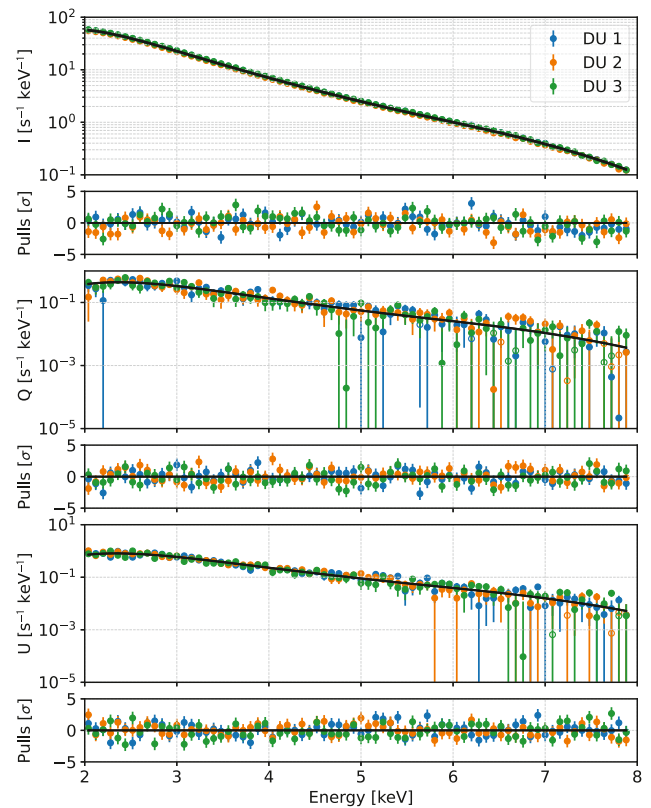 10²
10¹
10⁰
10⁻¹
I [s⁻¹ keV⁻¹]
DU 1
DU 2
DU 3
5
0
−5
Pulls [σ]
10⁻¹
10⁻³
10⁻⁵
Q [s⁻¹ keV⁻¹]
5
0
−5
Pulls [σ]
10¹
10⁻¹
10⁻³
10⁻⁵
U [s⁻¹ keV⁻¹]
5
0
−5
Pulls [σ]
2 3 4 5 6 7 8
Energy [keV]